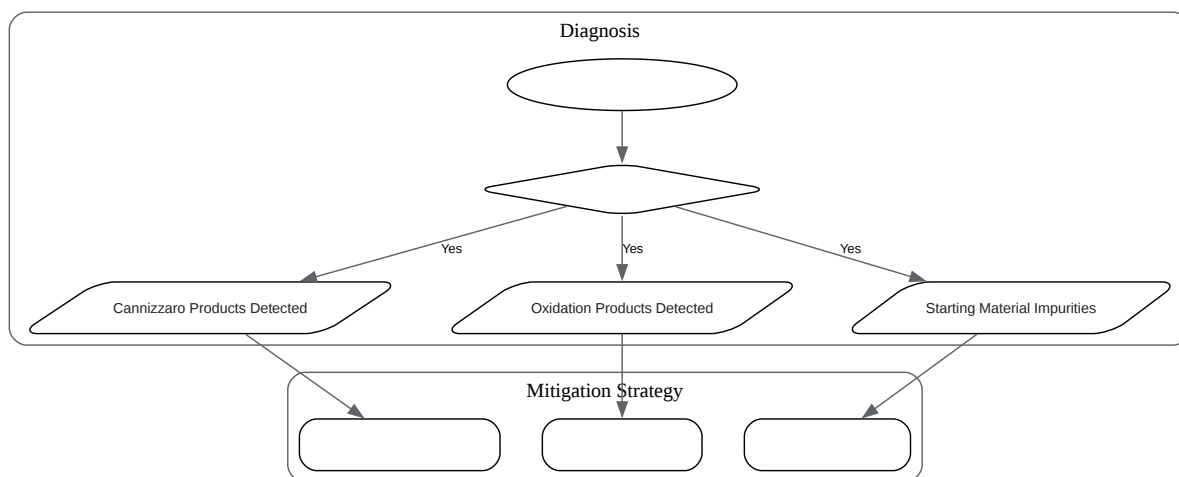 Diagnosis
Yes
Yes
Yes
Cannizzaro Products Detected
Oxidation Products Detected
Starting Material Impurities
Mitigation Strategy